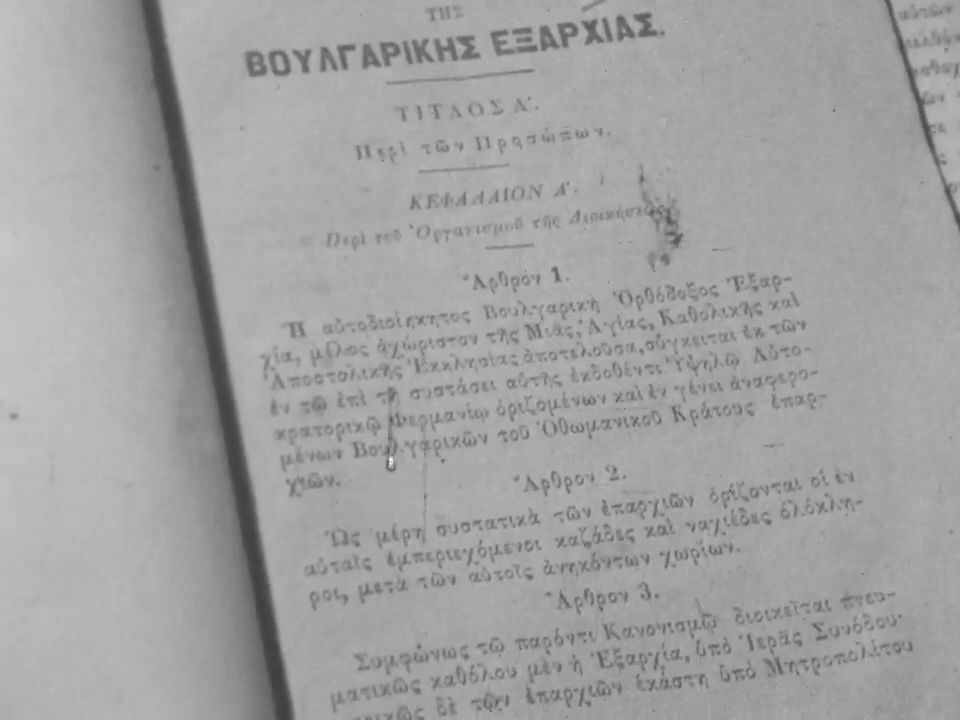 ΤΗΣ
ΒΟΥΛΓΑΡΙΚΗΣ ΕΞΑΡΧΙΑΣ.
ΤΙΤΛΟΣ Α΄.
Περὶ τῶν Προσώπων.
ΚΕΦΑΛΑΙΟΝ Α΄.
Περὶ τοῦ Ὀργανισμοῦ τῆς Διοικήσεως
Ἄρθρον 1.
Ἡ αὐτοδιοίκητος Βουλγαρικὴ Ὀρθόδοξος Ἐξαρ-
χία, μέλος ἀχώριστον τῆς Μιᾶς, Ἁγίας, Καθολικῆς καὶ
Ἀποστολικῆς Ἐκκλησίας ἀποτελοῦσα, σύγκειται ἐκ τῶν
ἐν τῷ ἐπὶ τῇ συστάσει αὐτῆς ἐκδοθέντι Ὑψηλῷ Αὐτο-
κρατορικῷ Φερμανίῳ ὁριζομένων καὶ ἐν γένει ἀναφερο-
μένων Βουλγαρικῶν τοῦ Ὀθωμανικοῦ Κράτους ἐπαρ-
χιῶν.
Ἄρθρον 2.
Ὡς μέρη συστατικὰ τῶν ἐπαρχιῶν ὁρίζονται οἱ ἐν
αὐταῖς ἐμπεριεχόμενοι καζάδες καὶ ναχιέδες ὁλόκλη-
ροι, μετὰ τῶν αὐτοῖς ἀνηκόντων χωρίων.
Ἄρθρον 3.
Συμφώνως τῷ παρόντι Κανονισμῷ διοικεῖται πνευ-
ματικῶς καθόλου μὲν ἡ Ἐξαρχία, ὑπὸ Ἱερᾶς Συνόδου·
δὲ τῶν ἐπαρχιῶν ἑκάστη ὑπὸ Μητροπολίτου
αὐτῶν